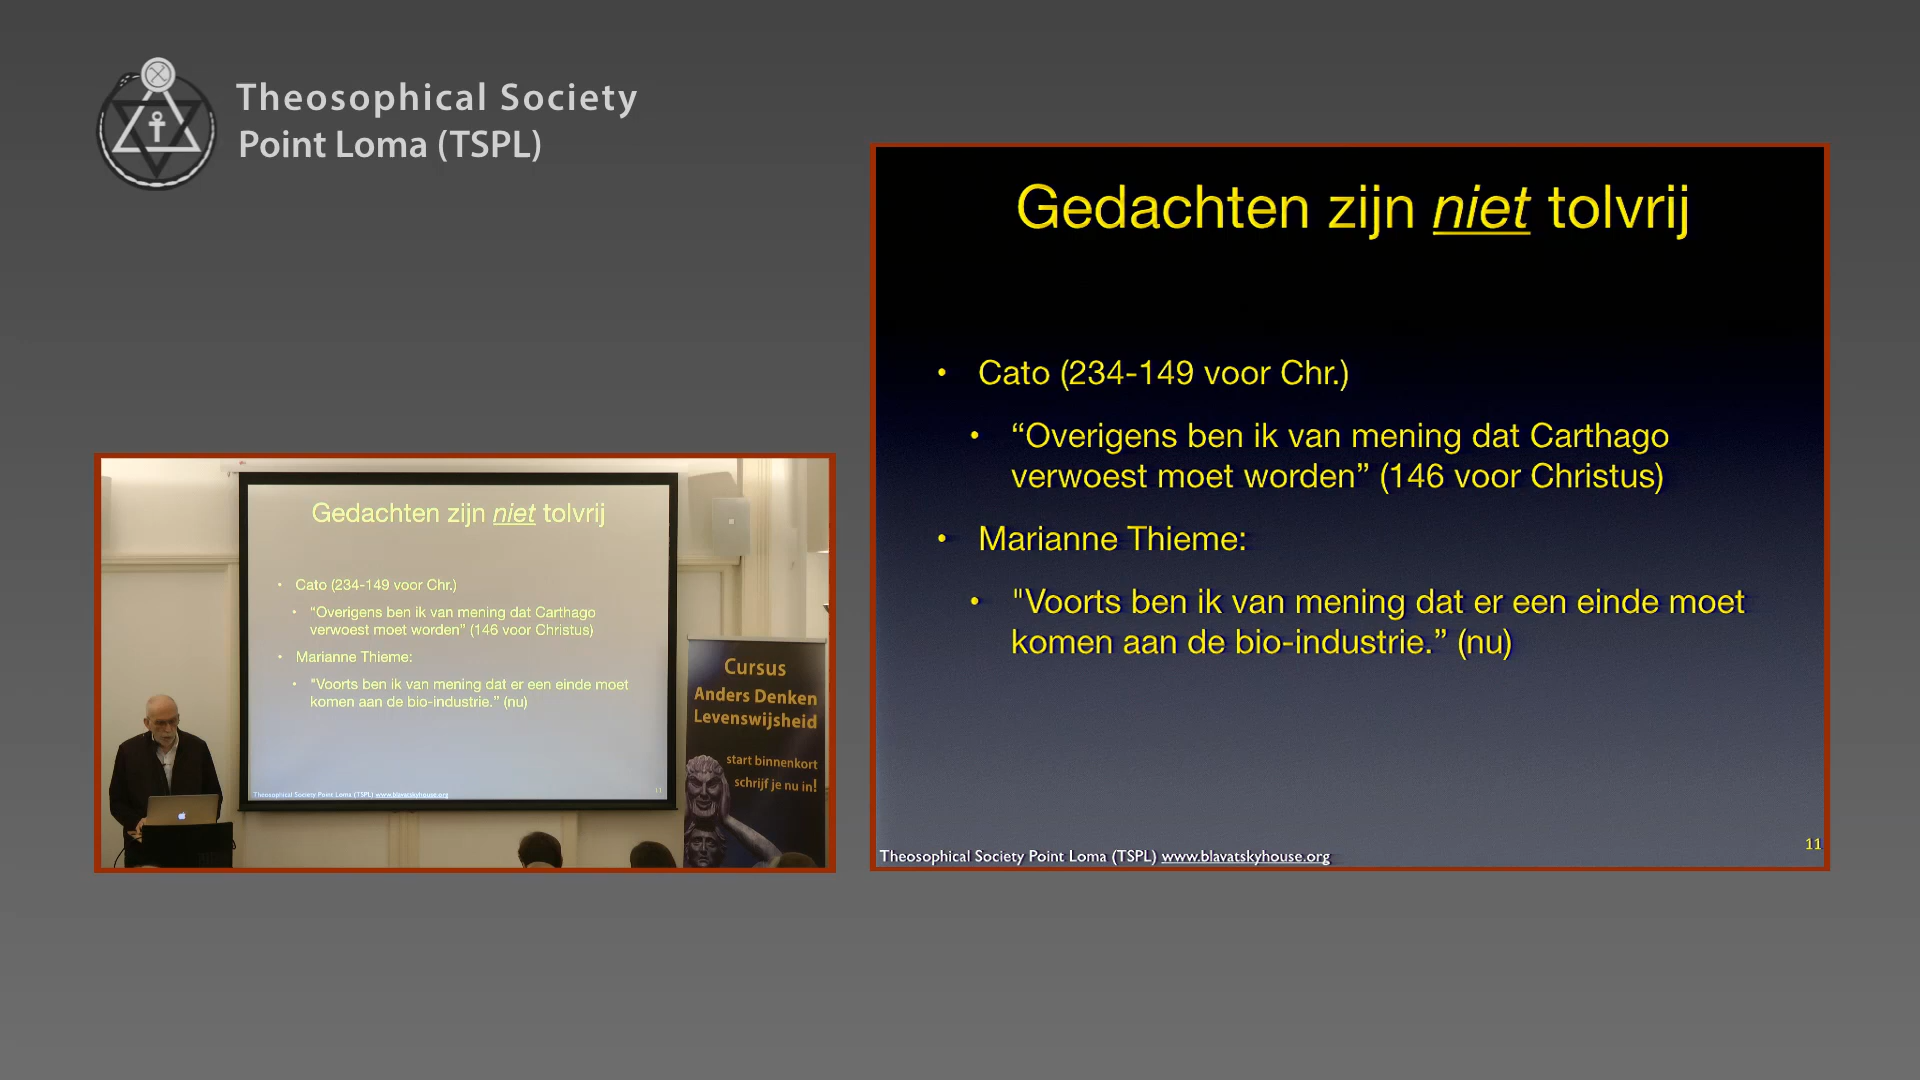 Theosophical Society
Point Loma (TSPL)
Gedachten zijn niet tolvrij
• Cato (234-149 voor Chr.)
• “Overigens ben ik van mening dat Carthago
verwoest moet worden” (146 voor Christus)
• Marianne Thieme:
• "Voorts ben ik van mening dat er een einde moet
komen aan de bio-industrie.” (nu)
Theosophical Society Point Loma (TSPL) www.blavatskyhouse.org
11
Gedachten zijn niet tolvrij
• Cato (234-149 voor Chr.)
• “Overigens ben ik van mening dat Carthago
verwoest moet worden” (146 voor Christus)
• Marianne Thieme:
• "Voorts ben ik van mening dat er een einde moet
komen aan de bio-industrie.” (nu)
Theosophical Society Point Loma (TSPL) www.blavatskyhouse.org
11
Cursus
Anders Denken
Levenswijsheid
start binnenkort
schrijf je nu in!